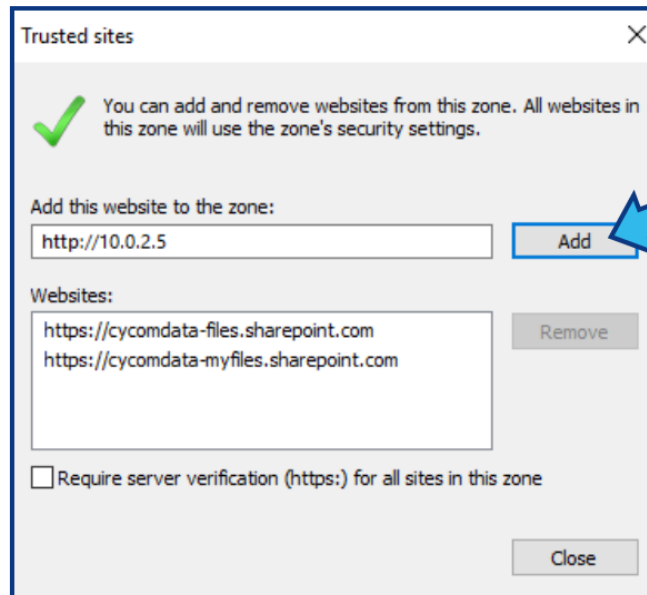 Trusted sites
You can add and remove websites from this zone. All websites in
this zone will use the zone's security settings.
Add this website to the zone:
http://10.0.2.5
Add
Websites:
https://cycomdata-files.sharepoint.com
https://cycomdata-myfiles.sharepoint.com
Remove
Require server verification (https:) for all sites in this zone
Close